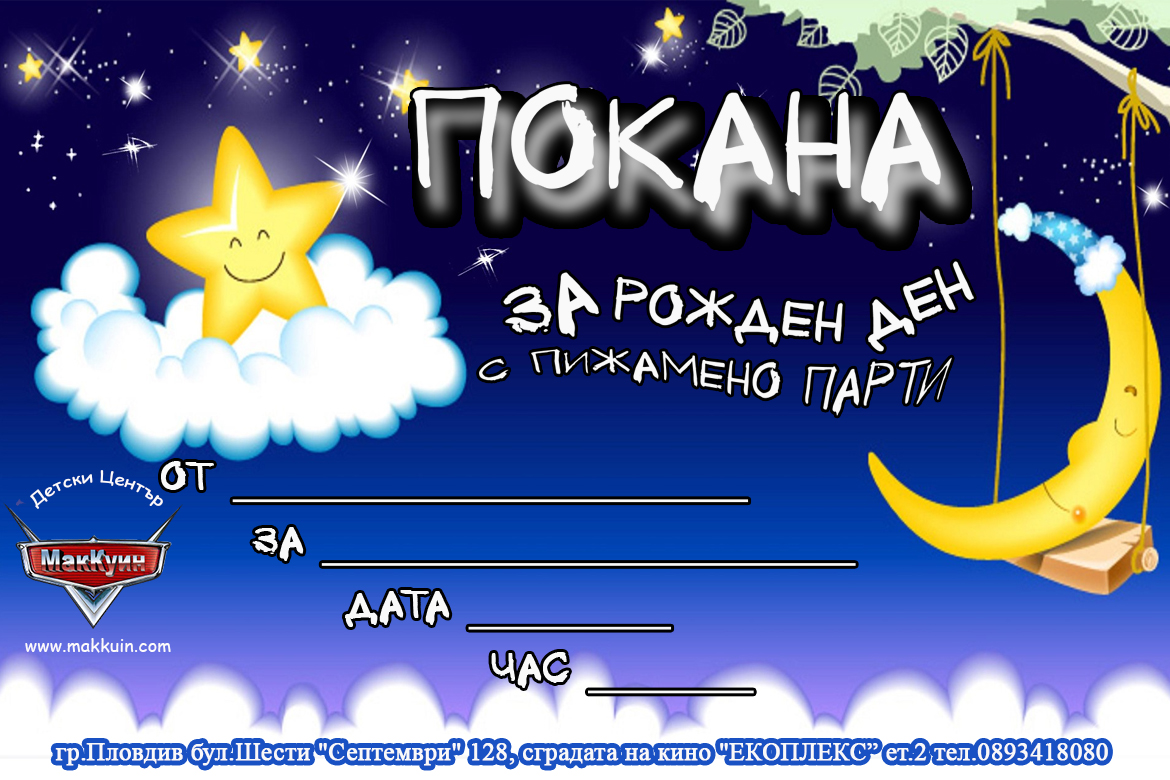 ПОКАНА
ЗА РОЖДЕН ДЕН
С ПИЖАМЕНО ПАРТИ
ОТ
ЗА
ДАТА
ЧАС
Детски Център
МакКуин
www.makkuin.com
гр.Пловдив бул.Шести "Септември" 128, сградата на кино "ЕКОПЛЕКС” ет.2 тел.0893418080